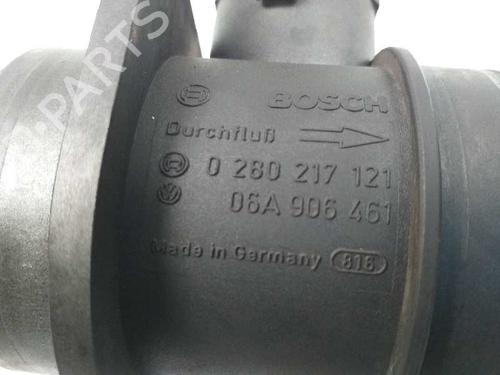 PARTS
BOSCH
Durchfluß
0 280 217 121
06A 906 461
Made in Germany 816